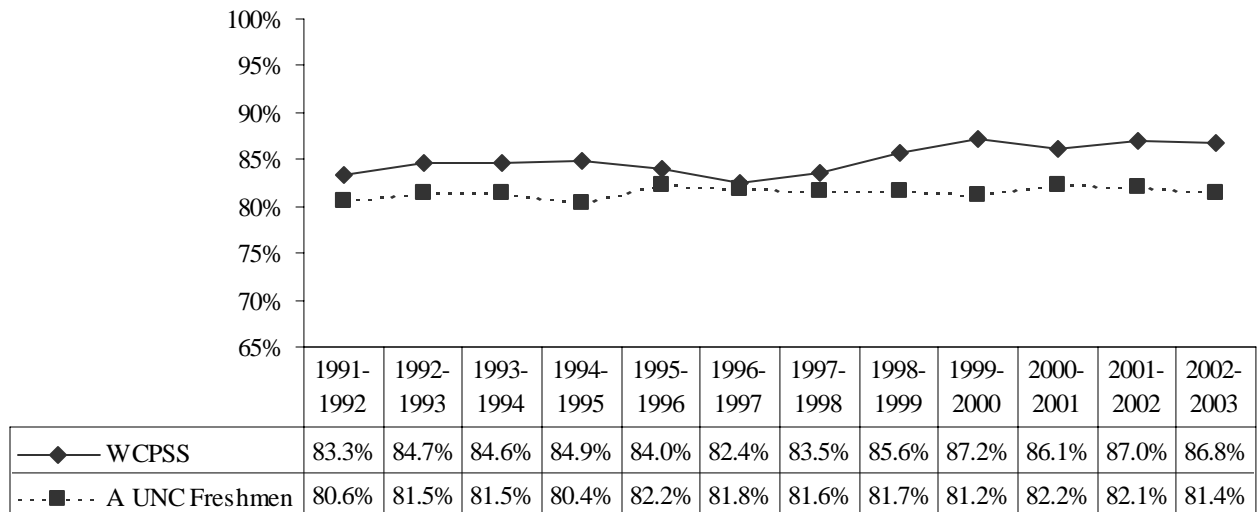 100%
95%
90%
85%
80%
75%
70%
65%
1991-1992 1992-1993 1993-1994 1994-1995 1995-1996 1996-1997 1997-1998 1998-1999 1999-2000 2000-2001 2001-2002 2002-2003
WCPSS 83.3% 84.7% 84.6% 84.9% 84.0% 82.4% 83.5% 85.6% 87.2% 86.1% 87.0% 86.8%
A UNC Freshmen 80.6% 81.5% 81.5% 80.4% 82.2% 81.8% 81.6% 81.7% 81.2% 82.2% 82.1% 81.4%